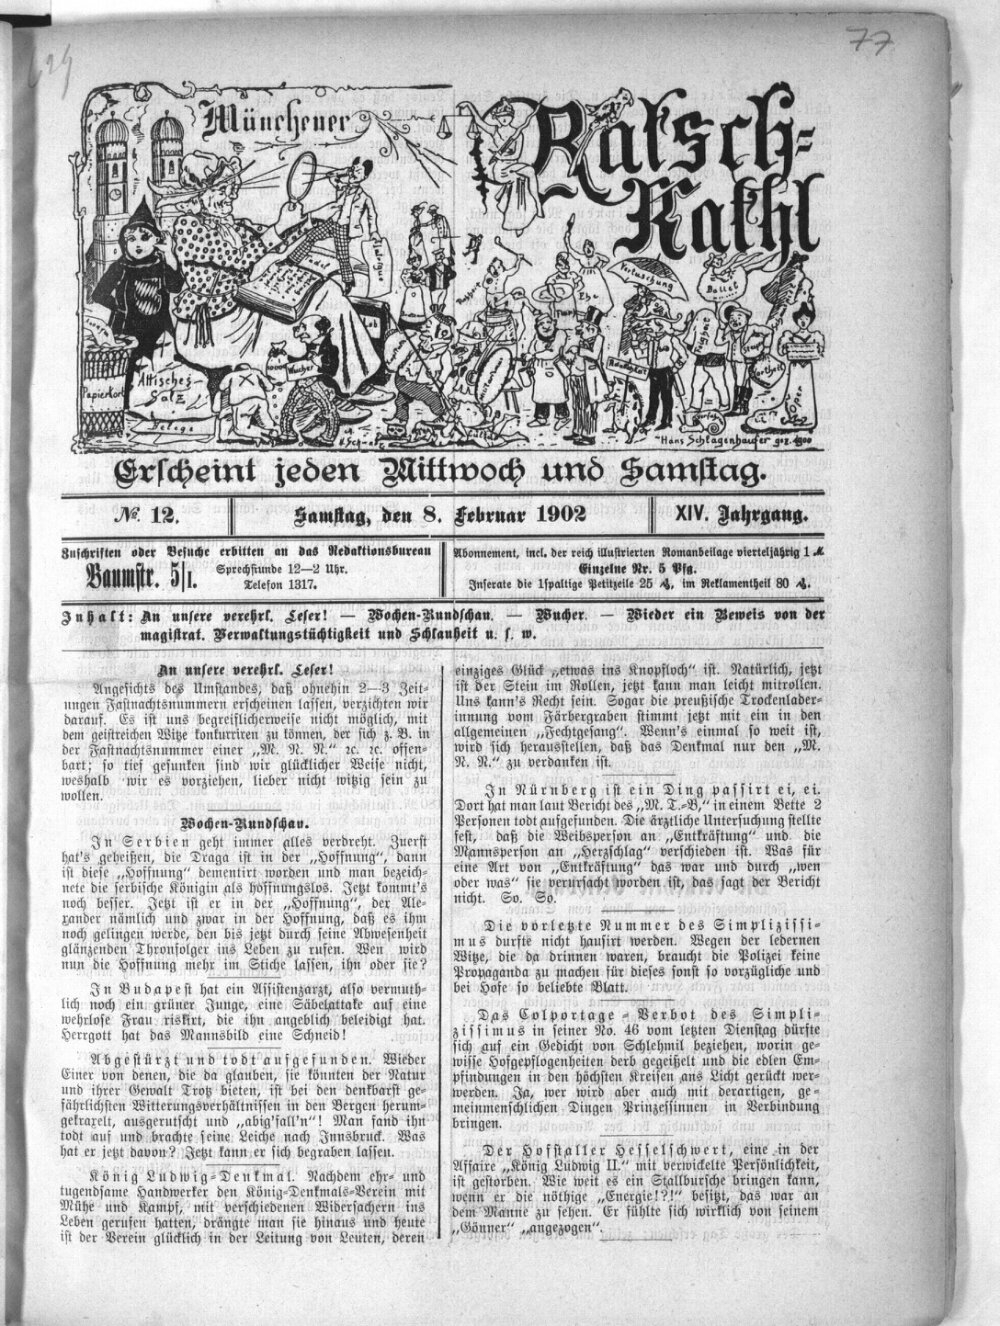 77
Münchener
Ratsch-
Kathl
Attisches-
Salz
Papierkorb
Wucher
Vertuschung
Ballet
Hans Schlagenhaufer gez. 1900
Erscheint jeden Mittwoch und Samstag.
№. 12.
Samstag, den 8. Februar 1902
XIV. Jahrgang.
Zuschriften oder Besuche erbitten an das Redaktionsbureau
Baumstr. 5/I. Sprechstunde 12—2 Uhr.
Telefon 1317.
Abonnement, incl. der reich illustrierten Romanbeilage vierteljährig 1 ℳ
Einzelne Nr. 5 Pfg.
Inserate die 1spaltige Petitzeile 25 ₰, im Reklamentheil 80 ₰.
Inhalt: An unsere verehrl. Leser! — Wochen-Rundschau. — Wucher. — Wieder ein Beweis von der
magistrat. Verwaltungstüchtigkeit und Schlauheit u. s. w.
An unsere verehrl. Leser!
Angesichts des Umstandes, daß ohnehin 2—3 Zeit-
ungen Fastnachtsnummern erscheinen lassen, verzichten wir
darauf. Es ist uns begreiflicherweise nicht möglich, mit
dem geistreichen Witze konkurriren zu können, der sich z. B. in
der Fastnachtsnummer einer „M. N. N." ꝛc. ꝛc. offen-
bart; so tief gesunken sind wir glücklicher Weise nicht,
weshalb wir es vorziehen, lieber nicht witzig sein zu
wollen.
Wochen-Rundschau.
In Serbien geht immer alles verdreht. Zuerst
hat's geheißen, die Draga ist in der „Hoffnung", dann
ist diese „Hoffnung" dementirt worden und man bezeich-
nete die serbische Königin als hoffnungslos. Jetzt kommt's
noch besser. Jetzt ist er in der „Hoffnung", der Ale-
xander nämlich und zwar in der Hoffnung, daß es ihm
noch gelingen werde, den bis jetzt durch seine Abwesenheit
glänzenden Thronfolger ins Leben zu rufen. Wen wird
nun die Hoffnung mehr im Stiche lassen, ihn oder sie?
In Budapest hat ein Assistenzarzt, also vermuth-
lich noch ein grüner Junge, eine Säbelattake auf eine
wehrlose Frau riskirt, die ihn angeblich beleidigt hat.
Herrgott hat das Mannsbild eine Schneid!
Abgestürzt und todt aufgefunden. Wieder
Einer von denen, die da glauben, sie könnten der Natur
und ihrer Gewalt Trotz bieten, ist bei den denkbarst ge-
fährlichsten Witterungsverhältnissen in den Bergen herum-
gekraxelt, ausgerutscht und „abig'fall'n"! Man fand ihn
todt auf und brachte seine Leiche nach Innsbruck. Was
hat er jetzt davon? Jetzt kann er sich begraben lassen.
König Ludwig-Denkmal. Nachdem ehr- und
tugendsame Handwerker den König-Denkmals-Verein mit
Mühe und Kampf, mit verschiedenen Widersachern ins
Leben gerufen hatten, drängte man sie hinaus und heute
ist der Verein glücklich in der Leitung von Leuten, deren
einziges Glück „etwas ins Knopfloch" ist. Natürlich, jetzt
ist der Stein im Rollen, jetzt kann man leicht mitrollen.
Uns kann's Recht sein. Sogar die preußische Trockenlader-
innung vom Färbergraben stimmt jetzt mit ein in den
allgemeinen „Fechtgesang". Wenn's einmal so weit ist,
wird sich herausstellen, daß das Denkmal nur den „M.
N. N." zu verdanken ist.
In Nürnberg ist ein Ding passirt ei, ei.
Dort hat man laut Bericht des „M. T.-B," in einem Bette 2
Personen todt aufgefunden. Die ärztliche Untersuchung stellte
fest, daß die Weibsperson an „Entkräftung" und die
Mannsperson an „Herzschlag" verschieden ist. Was für
eine Art von „Entkräftung" das war und durch „wen
oder was" sie verursacht worden ist, das sagt der Bericht
nicht. So. So.
Die vorletzte Nummer des Simplizissi-
mus durfte nicht hausirt werden. Wegen der ledernen
Witze, die da drinnen waren, braucht die Polizei keine
Propaganda zu machen für dieses sonst so vorzügliche und
bei Hofe so beliebte Blatt.
Das Colportage-Verbot des Simpli-
zissimus in seiner No. 46 vom letzten Dienstag dürfte
sich auf ein Gedicht von Schlehmil beziehen, worin ge-
wisse Hofgepflogenheiten derb gegeißelt und die edlen Em-
pfindungen in den höchsten Kreisen ans Licht gerückt wer-
werden. Ja, wer wird aber auch mit derartigen, ge-
meinmenschlichen Dingen Prinzessinnen in Verbindung
bringen.
Der Hofstaller Hesselschwert, eine in der
Affaire „König Ludwig II." mit verwickelte Persönlichkeit,
ist gestorben. Wie weit es ein Stallbursche bringen kann,
wenn er die nöthige „Energie!?!" besitzt, das war an
dem Manne zu sehen. Er fühlte sich wirklich von seinem
„Gönner" „angezogen".